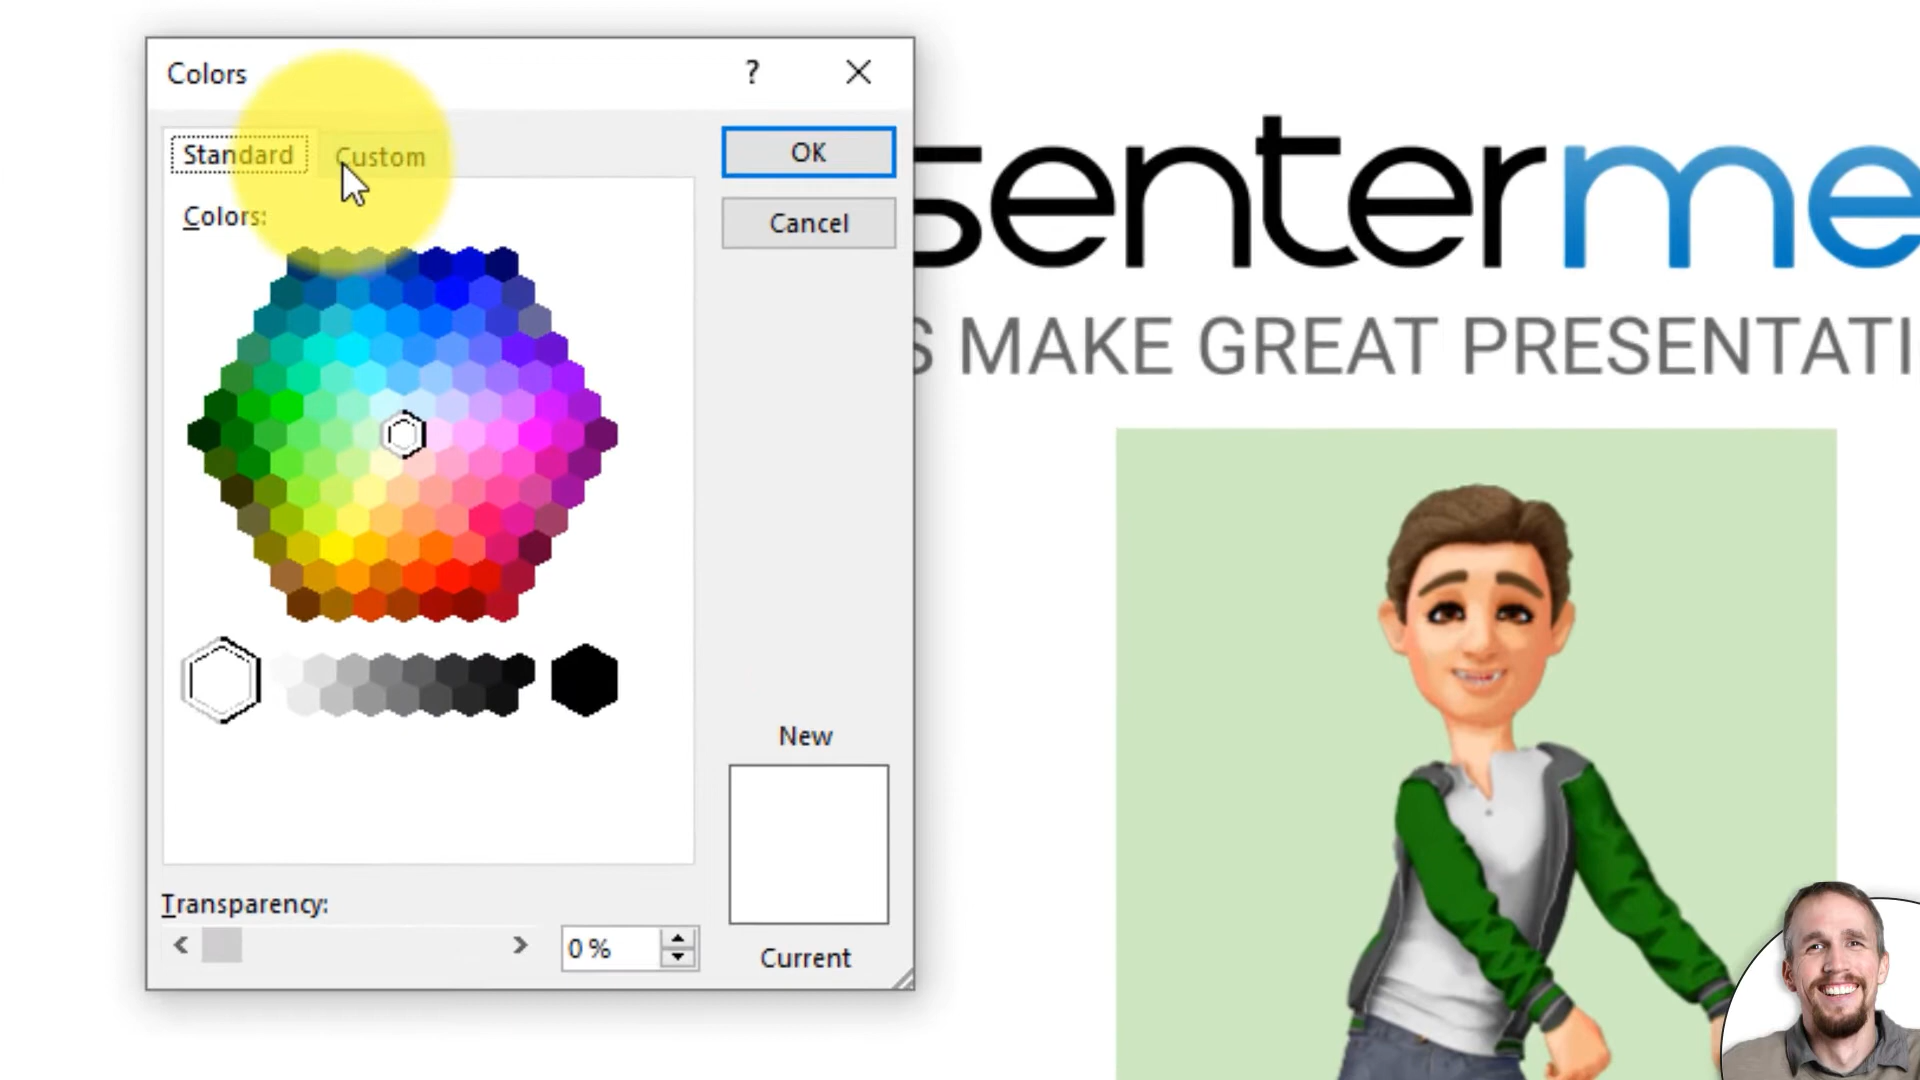 Colors ?
Standard Custom
OK
Colors:
Cancel
senterme
S MAKE GREAT PRESENTATI
New
Transparency:
0 %
Current